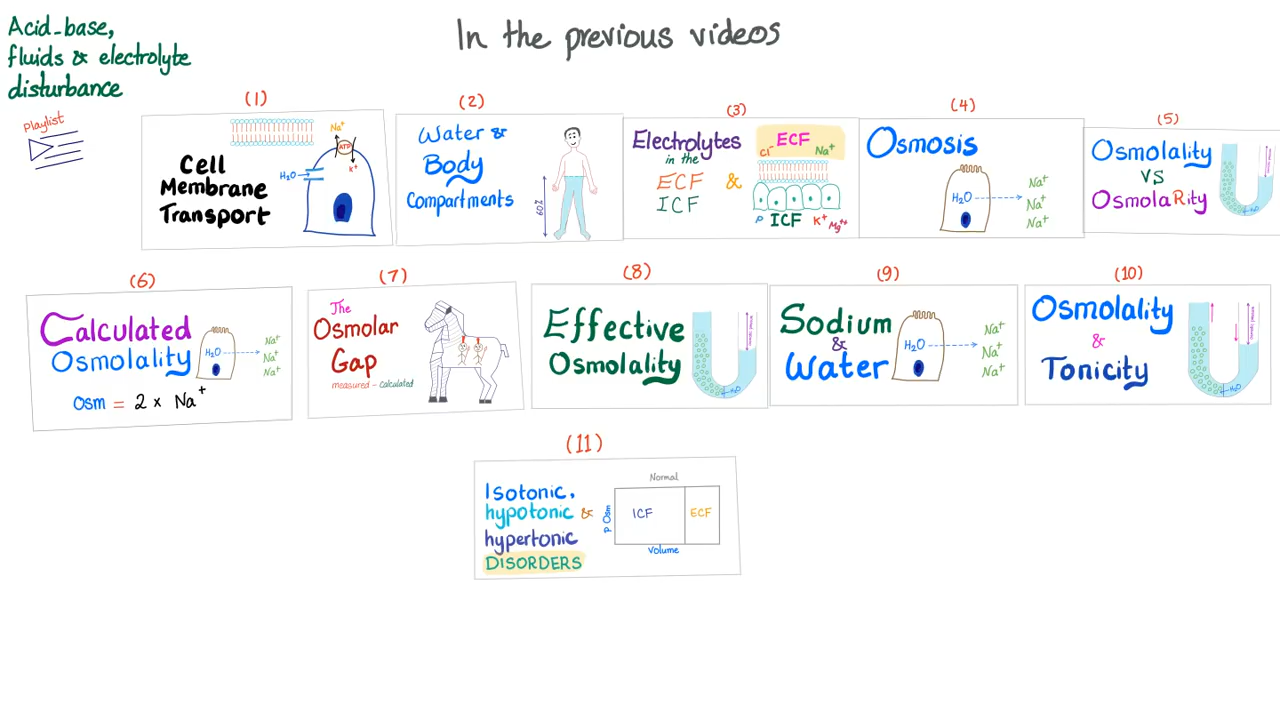 Acid-base,
fluids & electrolyte
disturbance
Playlist
In the previous videos
(1)
Cell
Membrane
Transport
Na+
ATP
K+
H₂O
(2)
Water &
Body
Compartments
60%
(3)
Electrolytes
in the
ECF
&
ICF
ECF
Cl- Na+
P ICF K+ Mg++
(4)
Osmosis
H₂O
Na+
Na+
Na+
(5)
Osmolality
VS
OsmolaRity
H₂O
(6)
Calculated
Osmolality
Osm = 2 x Na+
H₂O
Na+
Na+
Na+
(7)
The
Osmolar
Gap
measured - calculated
(8)
Effective
Osmolality
H₂O
(9)
Sodium
&
Water
H₂O
Na+
Na+
Na+
(10)
Osmolality
&
Tonicity
H₂O
(11)
Isotonic,
hypotonic &
hypertonic
DISORDERS
Normal
P Osm
ICF ECF
Volume